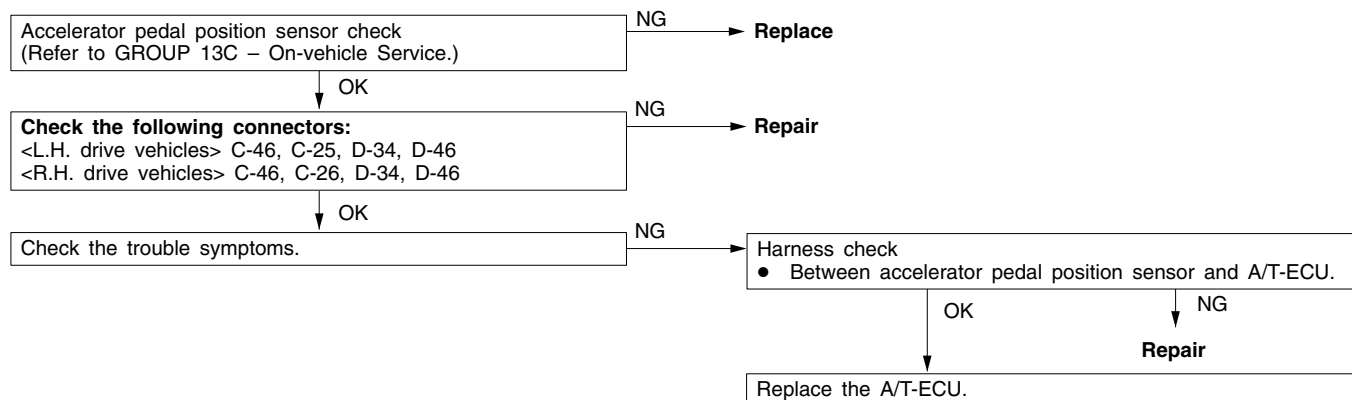 Accelerator pedal position sensor check
(Refer to GROUP 13C – On-vehicle Service.)
NG
Replace
OK
Check the following connectors:
<L.H. drive vehicles> C-46, C-25, D-34, D-46
<R.H. drive vehicles> C-46, C-26, D-34, D-46
NG
Repair
OK
Check the trouble symptoms.
NG
Harness check
● Between accelerator pedal position sensor and A/T-ECU.
OK
NG
Repair
Replace the A/T-ECU.